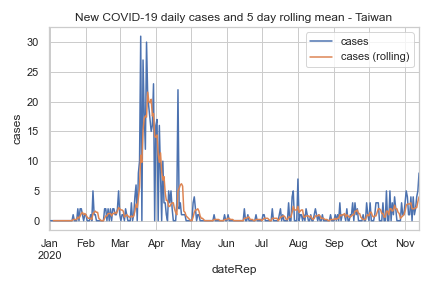 New COVID-19 daily cases and 5 day rolling mean - Taiwan
cases
cases (rolling)
30
25
20
15
10
5
0
cases
Jan Feb Mar Apr May Jun Jul Aug Sep Oct Nov
2020
dateRep